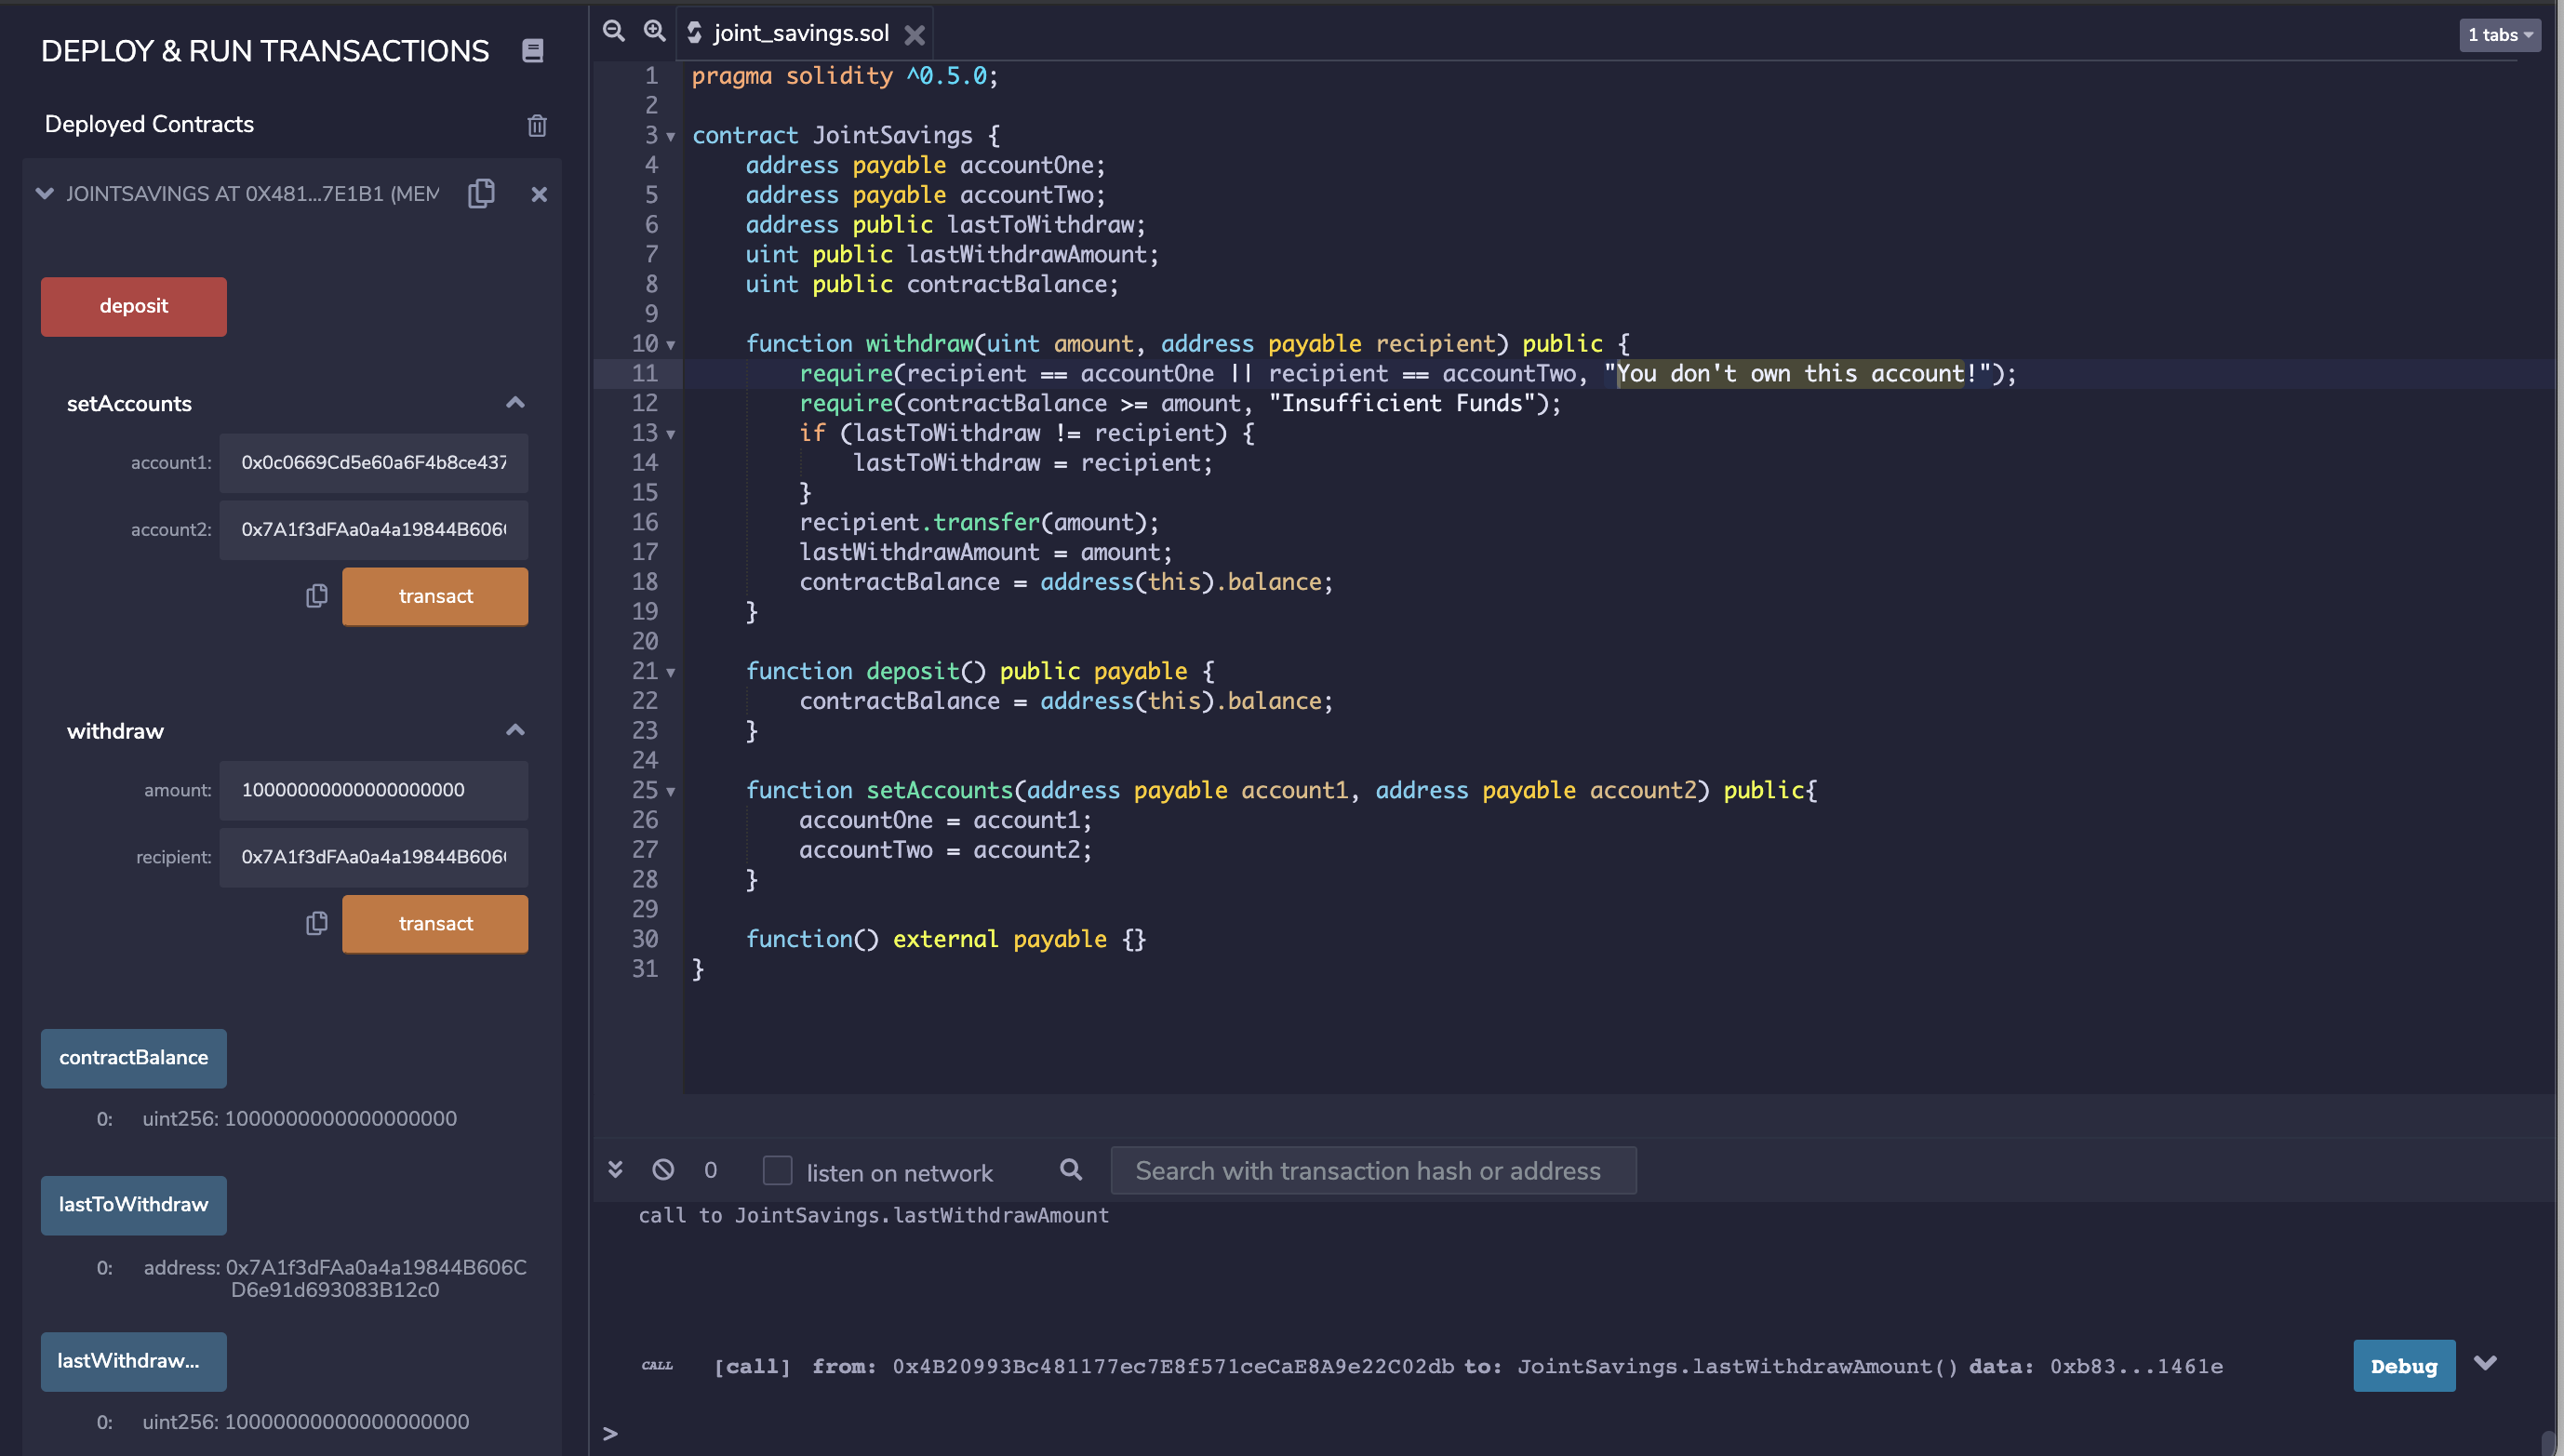 DEPLOY & RUN TRANSACTIONS
Deployed Contracts
JOINTSAVINGS AT 0X481...7E1B1 (MEM
deposit
setAccounts
account1: 0x0c0669Cd5e60a6F4b8ce437
account2: 0x7A1f3dFAa0a4a19844B606
transact
withdraw
amount: 10000000000000000000
recipient: 0x7A1f3dFAa0a4a19844B606
transact
contractBalance
0: uint256: 1000000000000000000
lastToWithdraw
0: address: 0x7A1f3dFAa0a4a19844B606C
D6e91d693083B12c0
lastWithdraw...
0: uint256: 10000000000000000000
joint_savings.sol
1 tabs
1 pragma solidity ^0.5.0;
2
3 contract JointSavings {
4     address payable accountOne;
5     address payable accountTwo;
6     address public lastToWithdraw;
7     uint public lastWithdrawAmount;
8     uint public contractBalance;
9
10     function withdraw(uint amount, address payable recipient) public {
11         require(recipient == accountOne || recipient == accountTwo, "You don't own this account!");
12         require(contractBalance >= amount, "Insufficient Funds");
13         if (lastToWithdraw != recipient) {
14             lastToWithdraw = recipient;
15         }
16         recipient.transfer(amount);
17         lastWithdrawAmount = amount;
18         contractBalance = address(this).balance;
19     }
20
21     function deposit() public payable {
22         contractBalance = address(this).balance;
23     }
24
25     function setAccounts(address payable account1, address payable account2) public{
26         accountOne = account1;
27         accountTwo = account2;
28     }
29
30     function() external payable {}
31 }
0 listen on network Search with transaction hash or address
call to JointSavings.lastWithdrawAmount
CALL [call] from: 0x4B20993Bc481177ec7E8f571ceCaE8A9e22C02db to: JointSavings.lastWithdrawAmount() data: 0xb83...1461e Debug
>